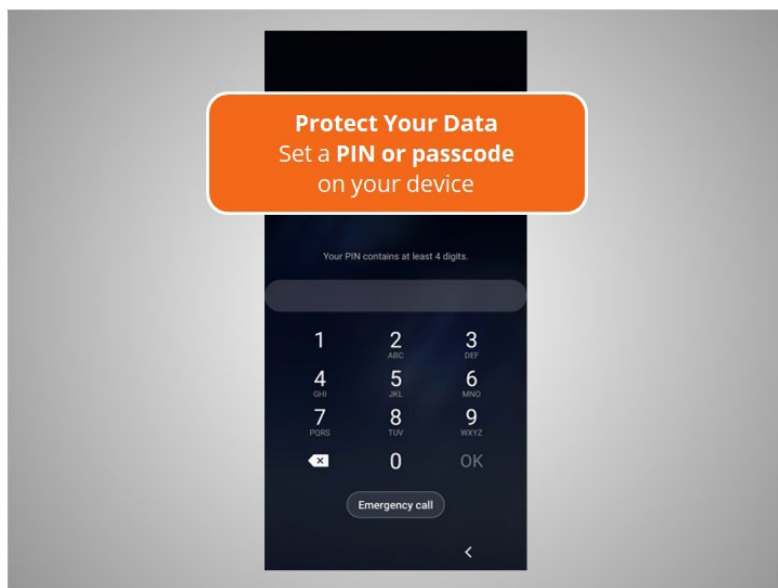 Protect Your Data
Set a PIN or passcode
on your device
Your PIN contains at least 4 digits.
1 2 3
ABC DEF
4 5 6
GHI JKL MNO
7 8 9
PQRS TUV WXYZ
0 OK
Emergency call